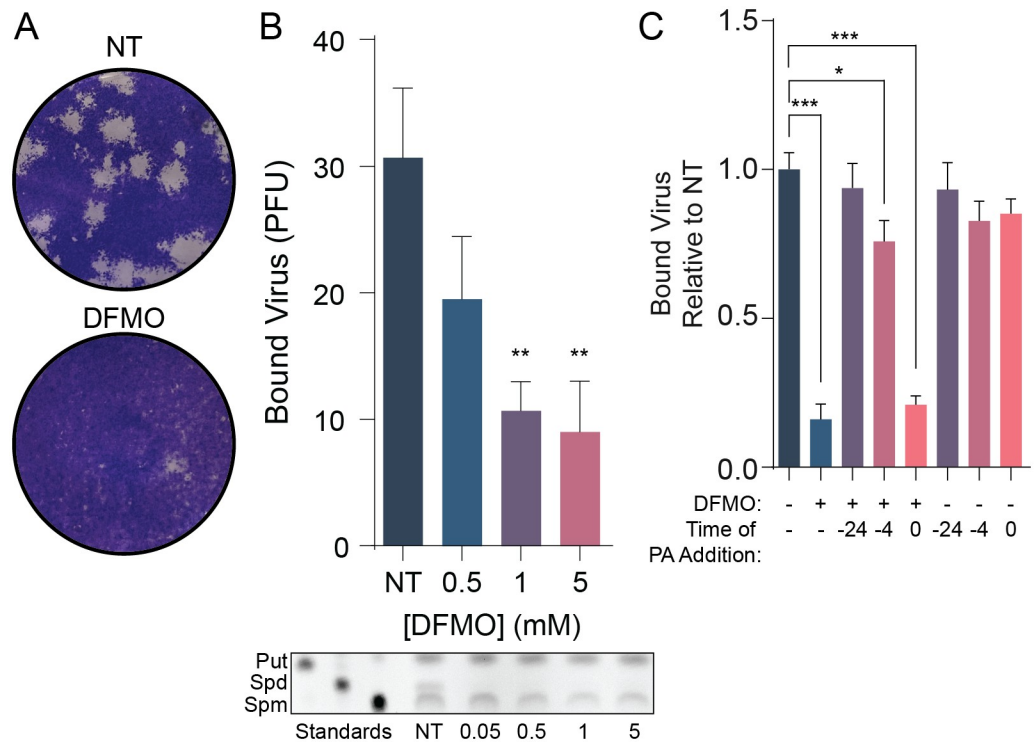 A
NT
DFMO
B
40
30
20
10
0
Bound Virus (PFU)
**
**
NT 0.5 1 5
[DFMO] (mM)
Put
Spd
Spm
Standards NT 0.05 0.5 1 5
C
1.5
1.0
0.5
0.0
Bound Virus
Relative to NT
***
*
***
DFMO: - + + + + - - -
Time of - - -24 -4 0 -24 -4 0
PA Addition: